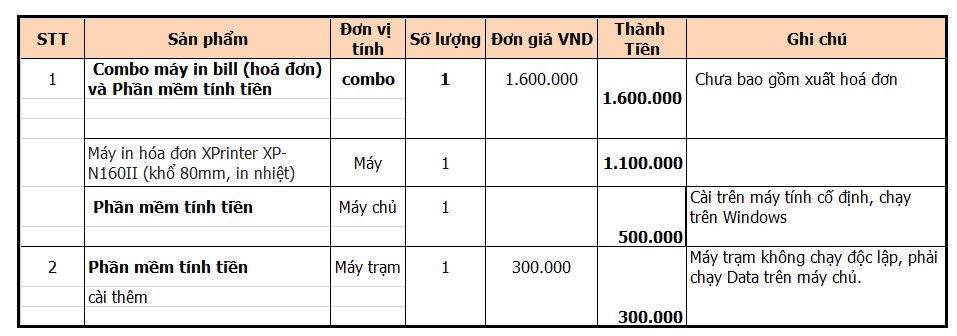 STT Sản phẩm Đơn vị tính Số lượng Đơn giá VND Thành Tiền Ghi chú
1 Combo máy in bill (hoá đơn) combo 1 1.600.000 Chưa bao gồm xuất hoá đơn
và Phần mềm tính tiền
1.600.000
Máy in hóa đơn XPrinter XP-
N160II (khổ 80mm, in nhiệt) Máy 1 1.100.000
Phần mềm tính tiền Máy chủ 1 Cài trên máy tính cố định, chạy
trên Windows
500.000
2 Phần mềm tính tiền Máy trạm 1 300.000 Máy trạm không chạy độc lập, phải
chạy Data trên máy chủ.
cài thêm
300.000